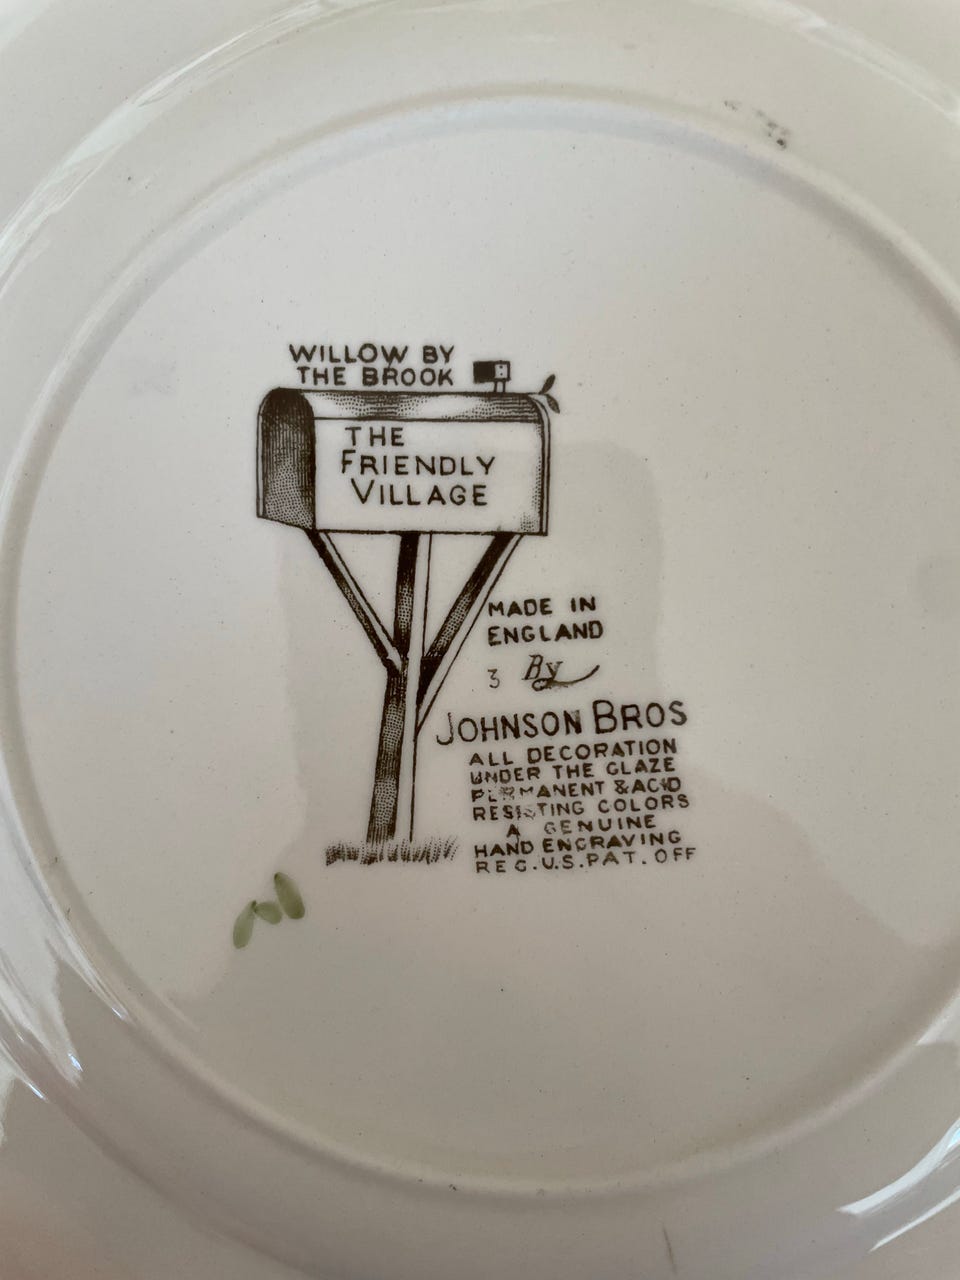 WILLOW BY
THE BROOK
THE
FRIENDLY
VILLAGE
MADE IN
ENGLAND
3 By
JOHNSON BROS
ALL DECORATION
UNDER THE GLAZE
PERMANENT & ACID
RESISTING COLORS
A GENUINE
HAND ENGRAVING
REG. U.S. PAT. OFF